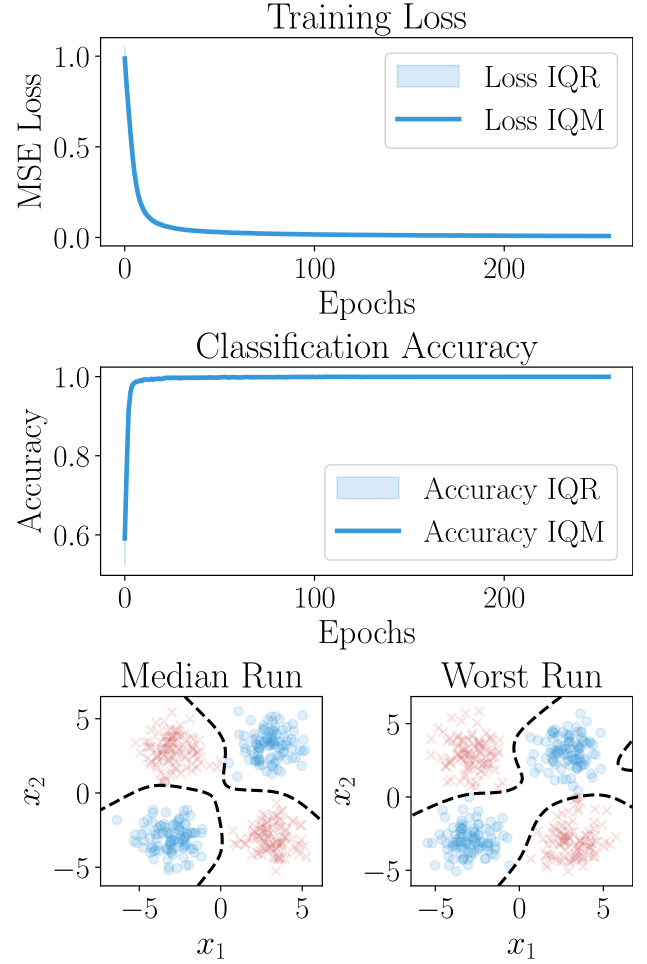 Training Loss
1.0
0.5
0.0
MSE Loss
Loss IQR
Loss IQM
0 100 200
Epochs
Classification Accuracy
1.0
0.8
0.6
Accuracy
Accuracy IQR
Accuracy IQM
0 100 200
Epochs
Median Run
5
0
−5
x₂
−5 0 5
x₁
Worst Run
5
0
−5
x₂
−5 0 5
x₁